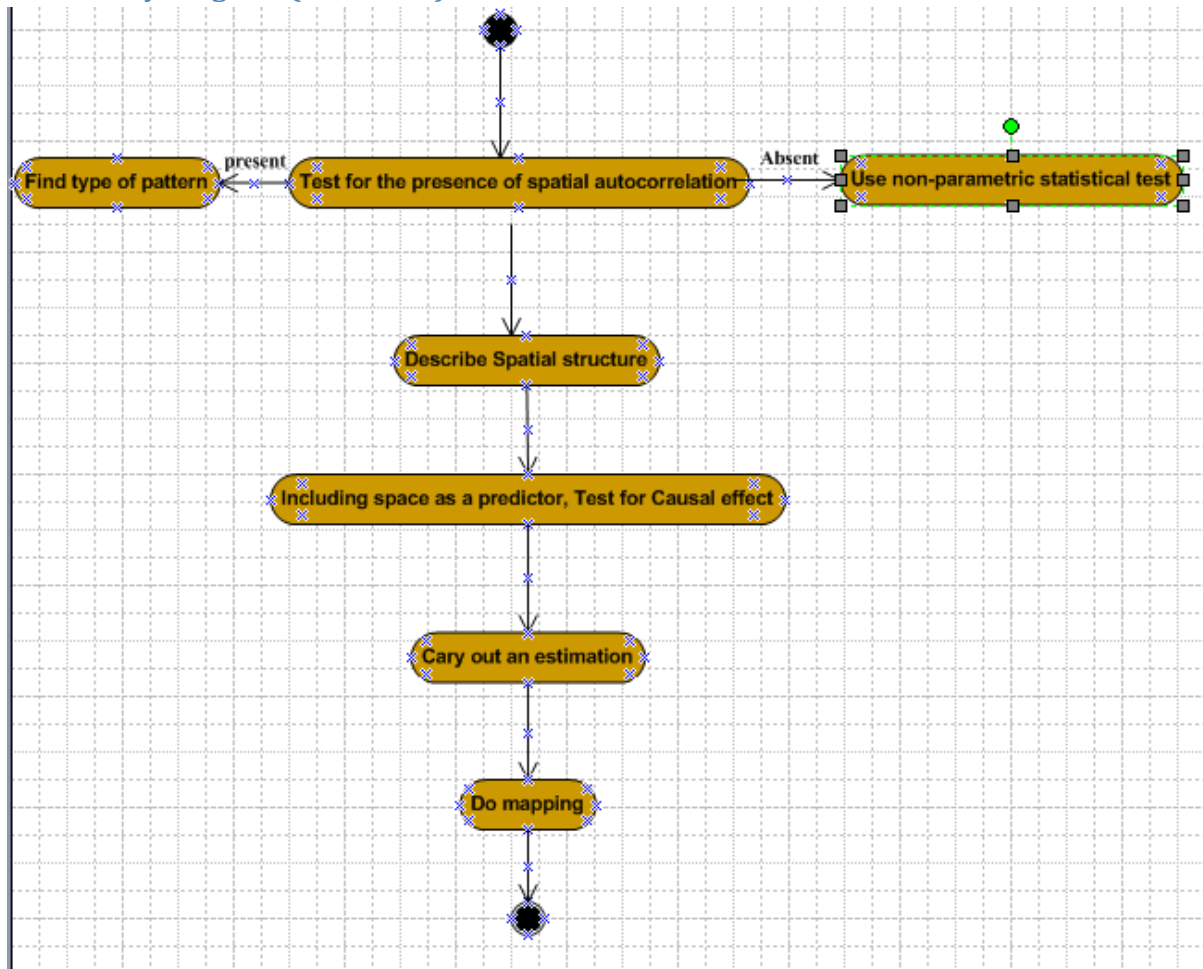 present
Absent
Find type of pattern
Test for the presence of spatial autocorrelation
Use non-parametric statistical test
Describe Spatial structure
Including space as a predictor, Test for Causal effect
Cary out an estimation
Do mapping